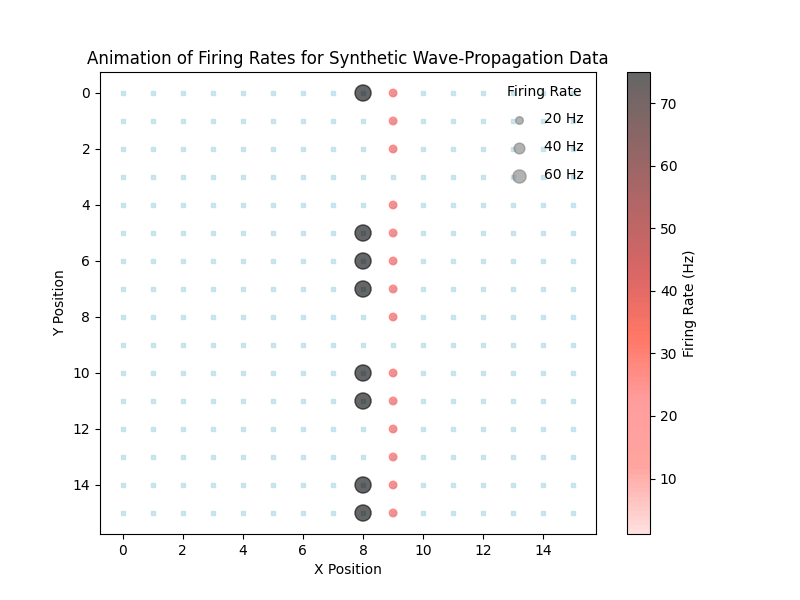 Animation of Firing Rates for Synthetic Wave-Propagation Data
Firing Rate
20 Hz
40 Hz
60 Hz
0
2
4
6
8
10
12
14
Y Position
0 2 4 6 8 10 12 14
X Position
70
60
50
40
30
20
10
Firing Rate (Hz)